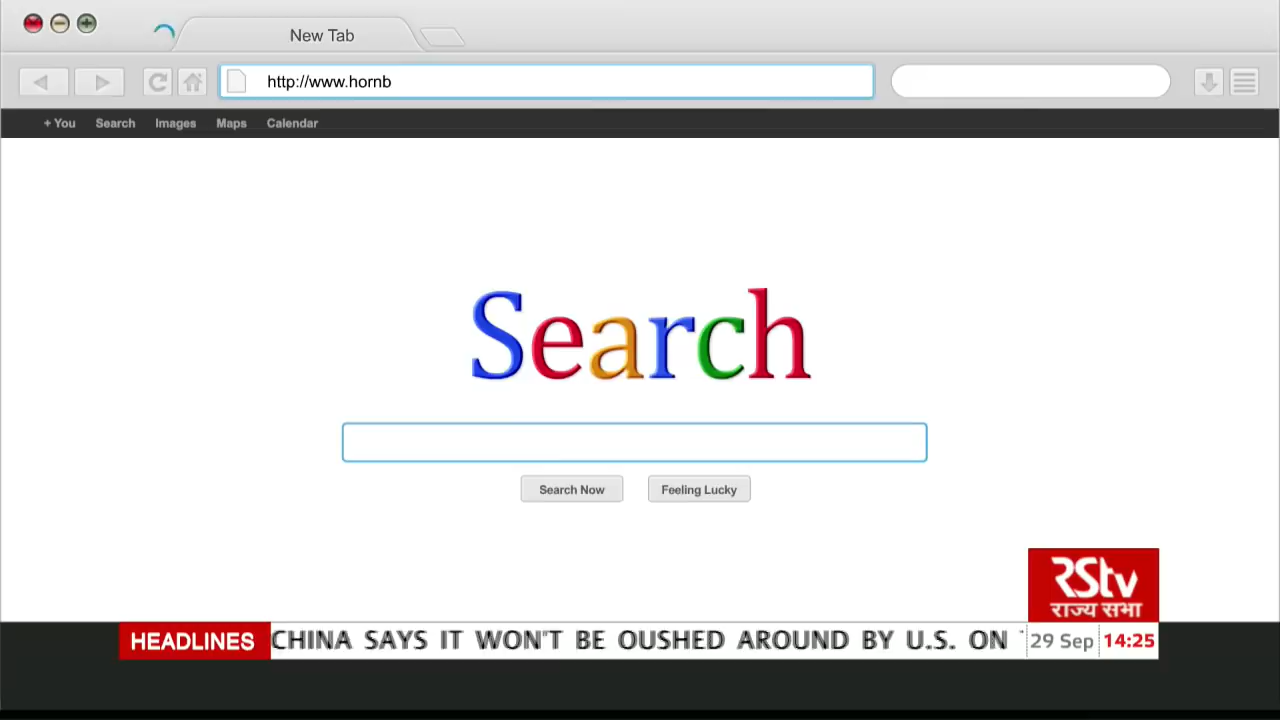 New Tab
http://www.hornb
+ You Search Images Maps Calendar
Search
Search Now Feeling Lucky
RSTV
राज्य सभा
HEADLINES CHINA SAYS IT WON'T BE OUSHED AROUND BY U.S. ON 29 Sep 14:25